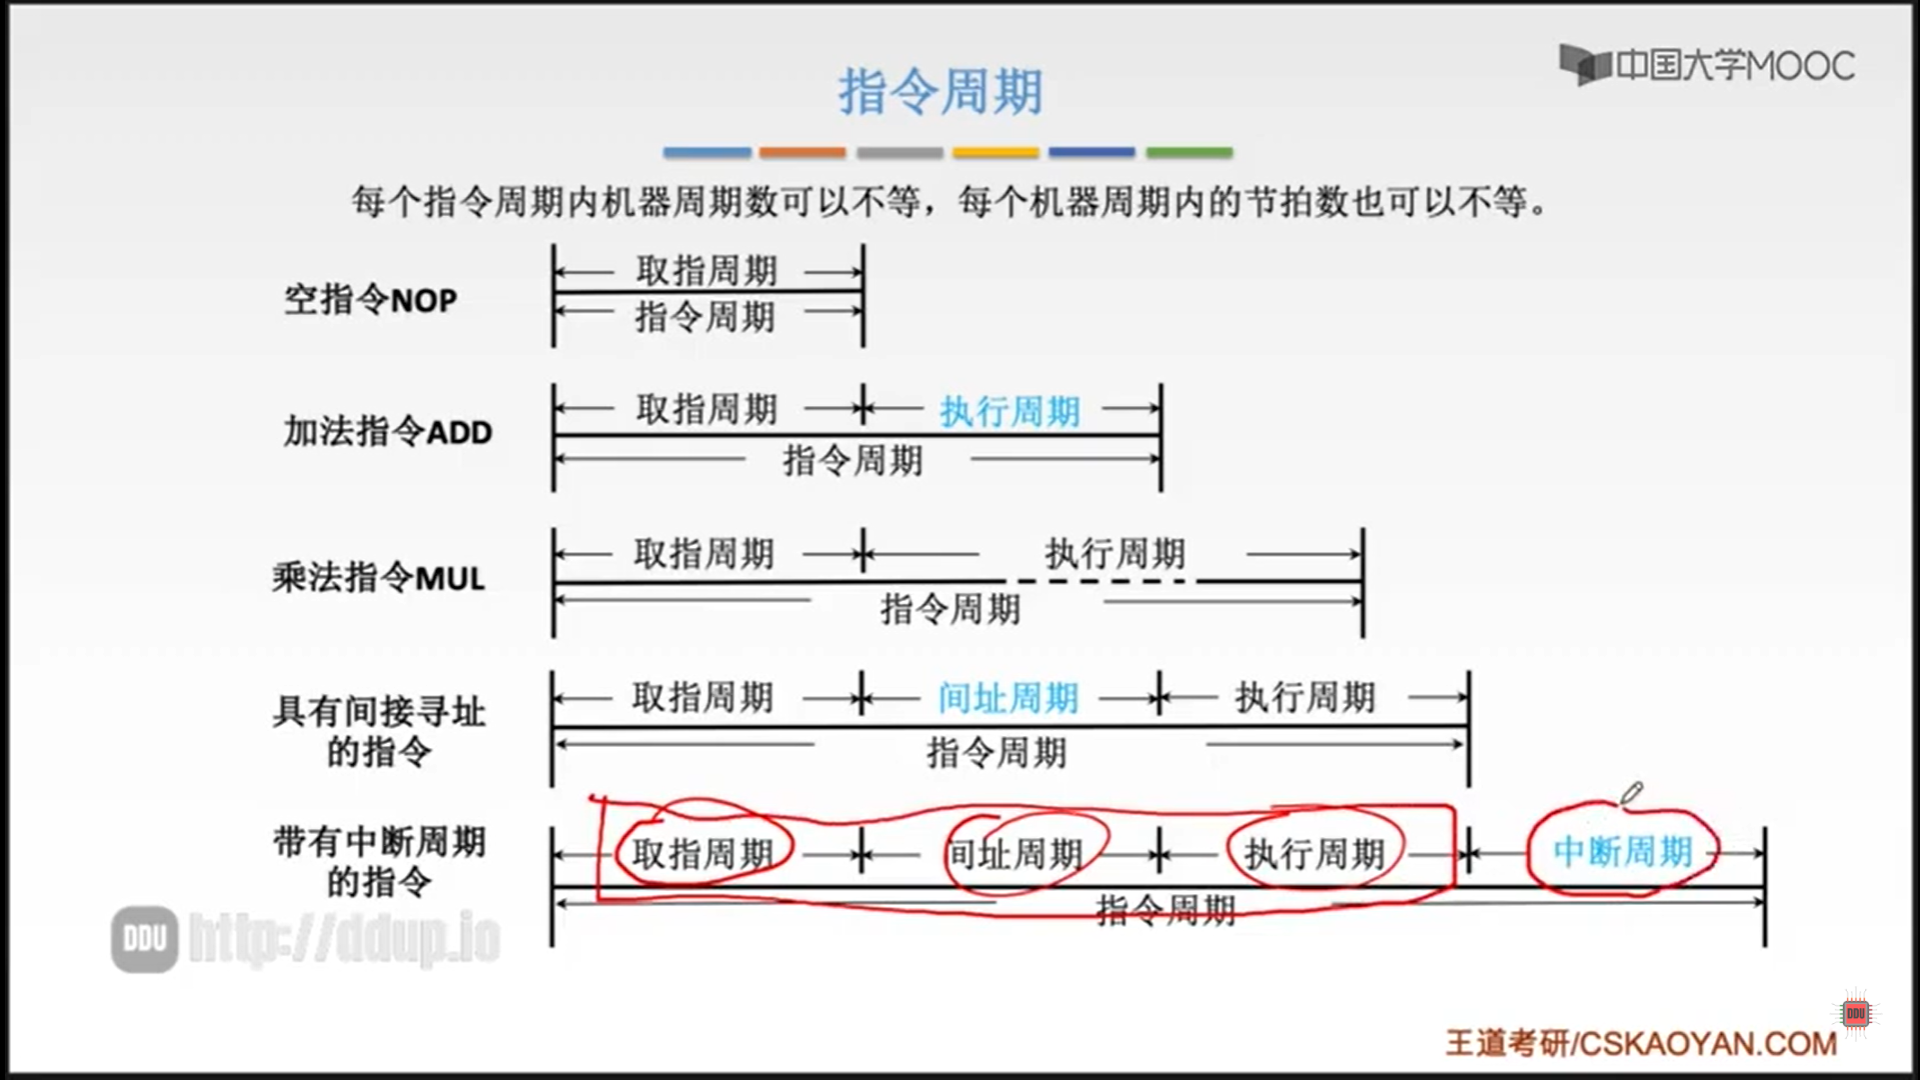 中国大学MOOC
指令周期
每个指令周期内机器周期数可以不等，每个机器周期内的节拍数也可以不等。
取指周期
空指令NOP
指令周期
取指周期 执行周期
加法指令ADD
指令周期
取指周期 执行周期
乘法指令MUL
指令周期
取指周期 间址周期 执行周期
具有间接寻址
的指令
指令周期
取指周期 间址周期 执行周期 中断周期
带有中断周期
的指令
指令周期
DDU http://ddup.io
DDU
王道考研/CSKAOYAN.COM